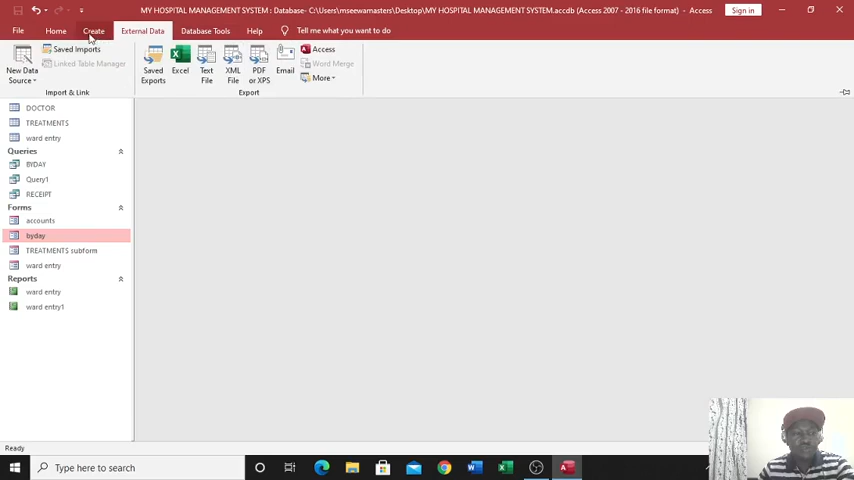 MY HOSPITAL MANAGEMENT SYSTEM : Database- C:\Users\mseewamasters\Desktop\MY HOSPITAL MANAGEMENT SYSTEM.accdb (Access 2007 - 2016 file format) - Access
Sign in
File Home Create External Data Database Tools Help Tell me what you want to do
New Data Source
Saved Imports
Linked Table Manager
Import & Link
Saved Exports
Excel
Text File
XML File
PDF or XPS
Email
Access
Word Merge
More
Export
DOCTOR
TREATMENTS
ward entry
Queries
BYDAY
Query1
RECEIPT
Forms
accounts
byday
TREATMENTS subform
ward entry
Reports
ward entry
ward entry1
Ready
Type here to search